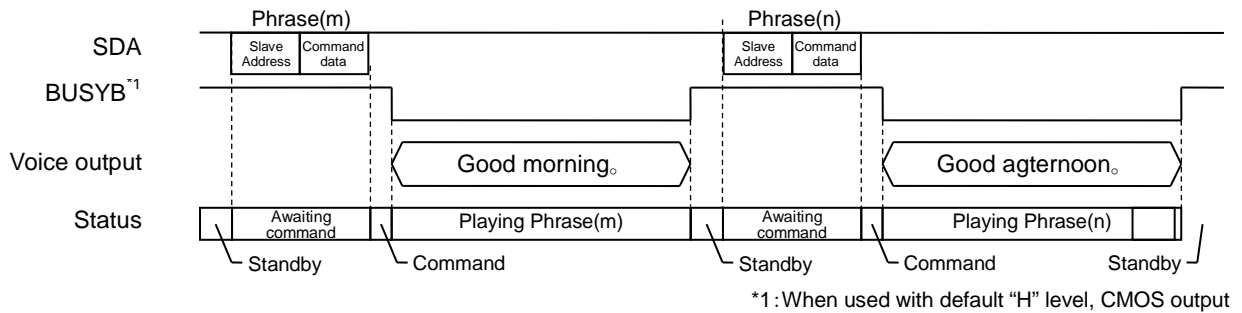 Phrase(m) Phrase(n)
SDA Slave Address Command data Slave Address Command data
BUSYB*1
Voice output Good morning。 Good agternoon。
Status Awaiting command Playing Phrase(m) Awaiting command Playing Phrase(n)
Standby Command Standby Command Standby
*1:When used with default “H” level, CMOS output